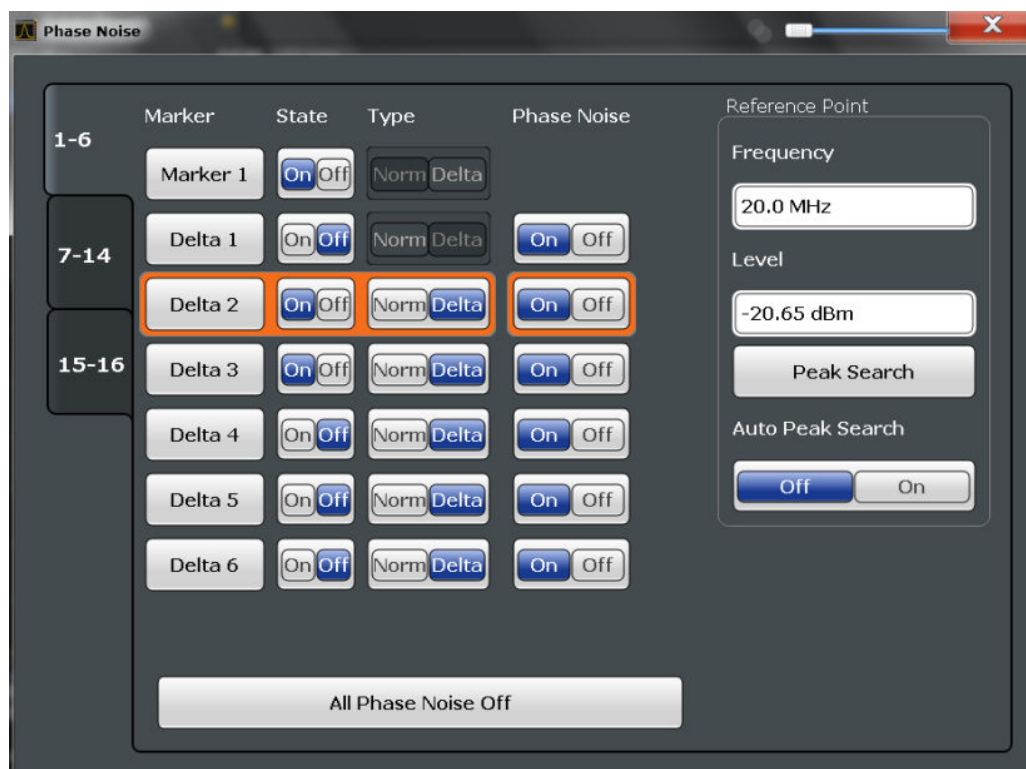 Phase Noise
1-6
7-14
15-16
Marker State Type Phase Noise
Marker 1 On Off Norm Delta
Delta 1 On Off Norm Delta On Off
Delta 2 On Off Norm Delta On Off
Delta 3 On Off Norm Delta On Off
Delta 4 On Off Norm Delta On Off
Delta 5 On Off Norm Delta On Off
Delta 6 On Off Norm Delta On Off
All Phase Noise Off
Reference Point
Frequency
20.0 MHz
Level
-20.65 dBm
Peak Search
Auto Peak Search
Off On